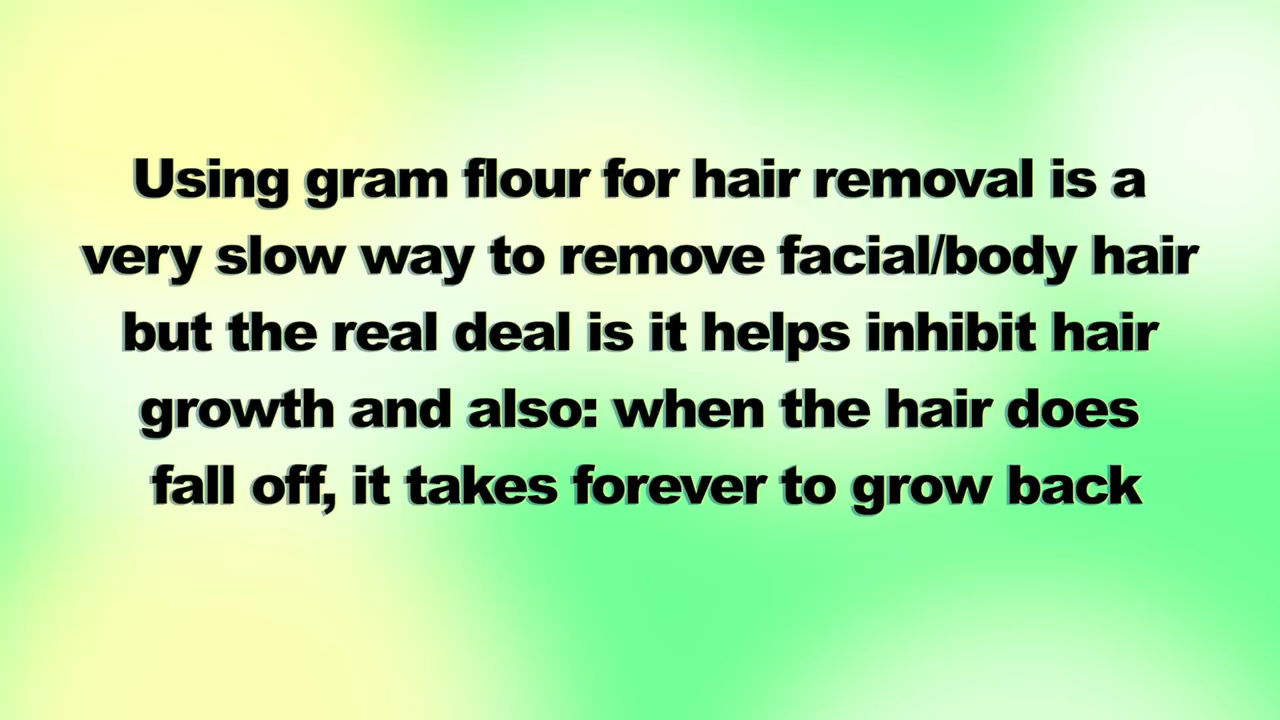 Using gram flour for hair removal is a
very slow way to remove facial/body hair
but the real deal is it helps inhibit hair
growth and also: when the hair does
fall off, it takes forever to grow back